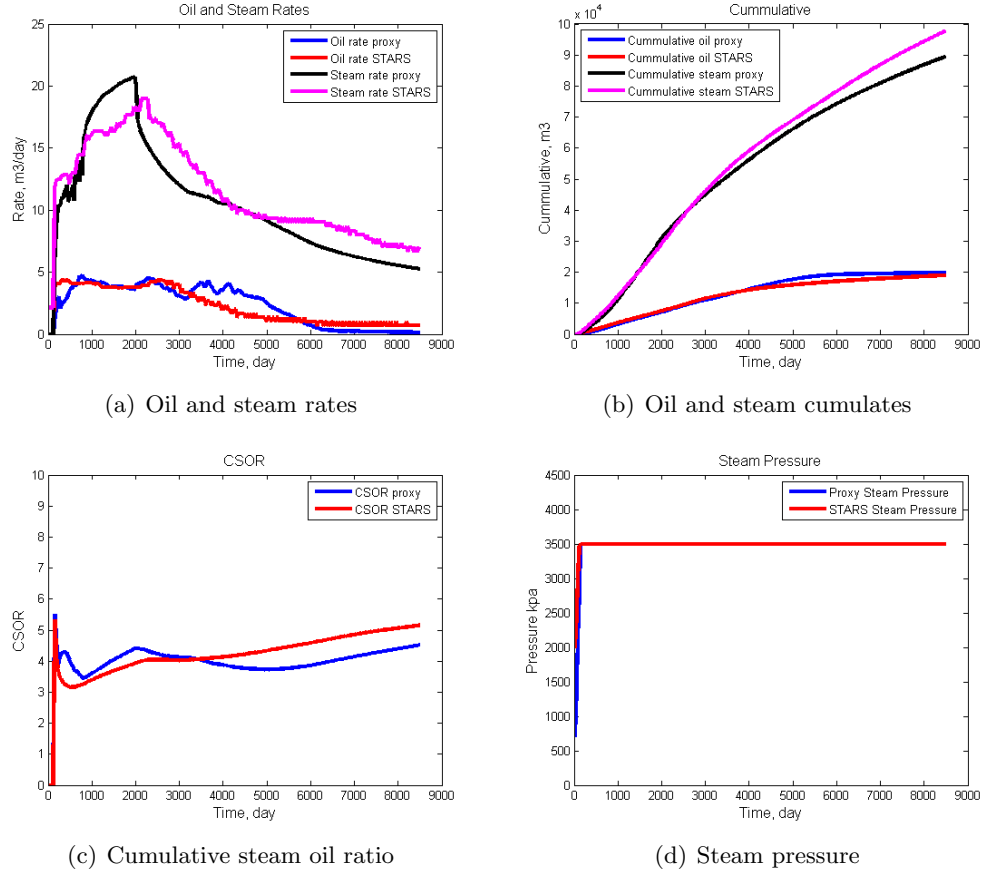 Oil and Steam Rates
25
20
15
10
5
0
Rate, m3/day
Oil rate proxy
Oil rate STARS
Steam rate proxy
Steam rate STARS
0 1000 2000 3000 4000 5000 6000 7000 8000 9000
Time, day
(a) Oil and steam rates
Cummulative
x 10^4
10
9
8
7
6
5
4
3
2
1
0
Cummulative, m3
Cummulative oil proxy
Cummulative oil STARS
Cummulative steam proxy
Cummulative steam STARS
0 1000 2000 3000 4000 5000 6000 7000 8000 9000
Time, day
(b) Oil and steam cumulates
CSOR
10
9
8
7
6
5
4
3
2
1
0
CSOR
CSOR proxy
CSOR STARS
0 1000 2000 3000 4000 5000 6000 7000 8000 9000
Time, day
(c) Cumulative steam oil ratio
Steam Pressure
4500
4000
3500
3000
2500
2000
1500
1000
500
0
Pressure kpa
Proxy Steam Pressure
STARS Steam Pressure
0 1000 2000 3000 4000 5000 6000 7000 8000 9000
Time, day
(d) Steam pressure